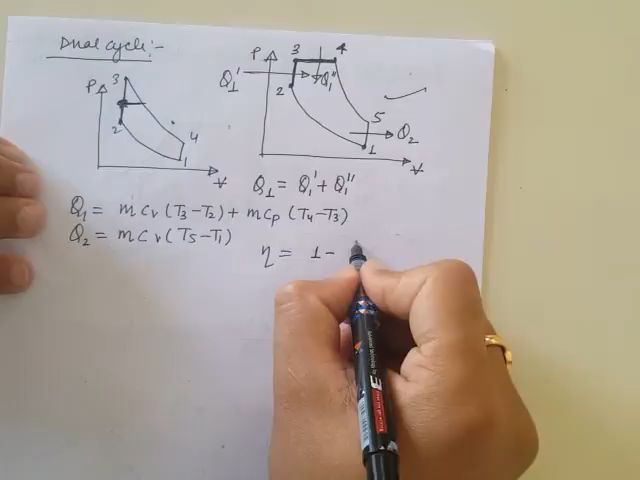 Dual cycle:-
P
3
2
4
1
V
P
3
4
Q₁'
Q₁''
2
5
Q₂
1
V
Q₁ = Q₁' + Q₁''
Q₁ = mcᵥ(T₃-T₂) + mcₚ(T₄-T₃)
Q₂ = mcᵥ(T₅-T₁)
η = 1-